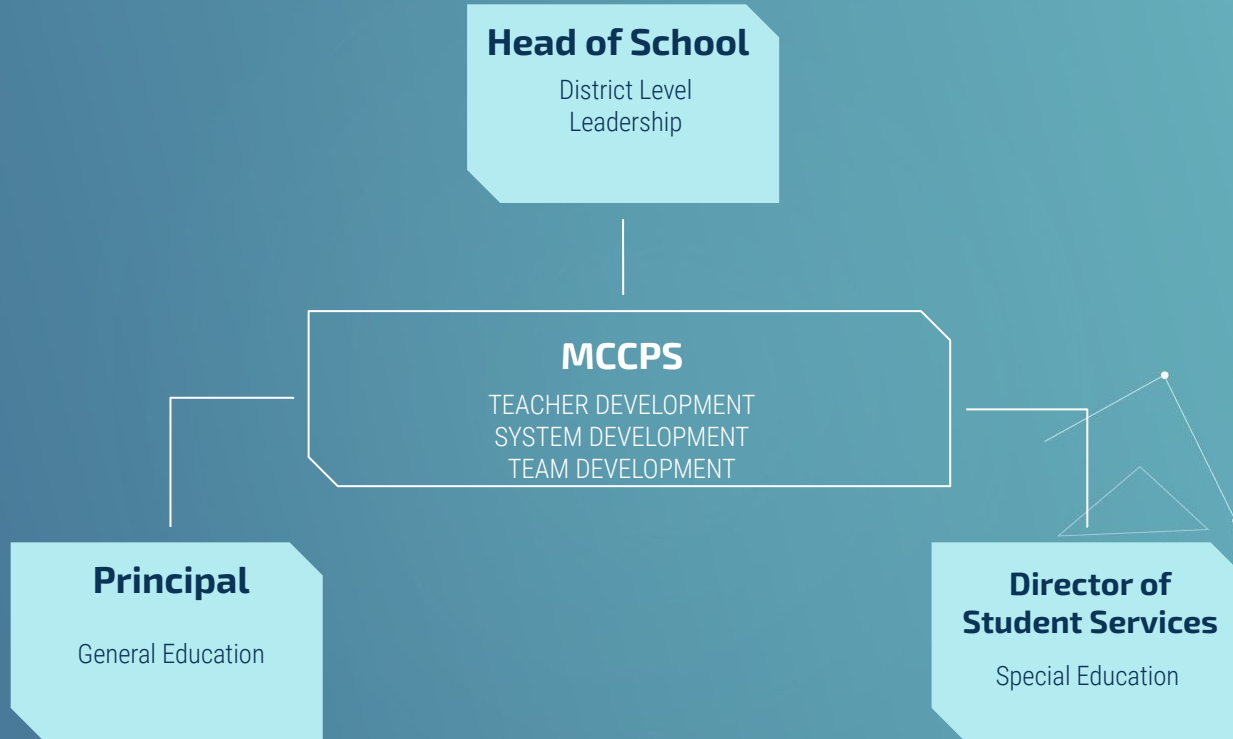 Head of School
District Level
Leadership
MCCPS
TEACHER DEVELOPMENT
SYSTEM DEVELOPMENT
TEAM DEVELOPMENT
Principal
General Education
Director of
Student Services
Special Education